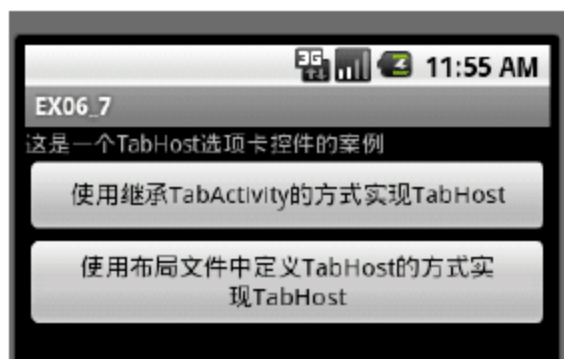 3G
11:55 AM
EX06_7
这是一个TabHost选项卡控件的案例
使用继承TabActivity的方式实现TabHost
使用布局文件中定义TabHost的方式实
现TabHost